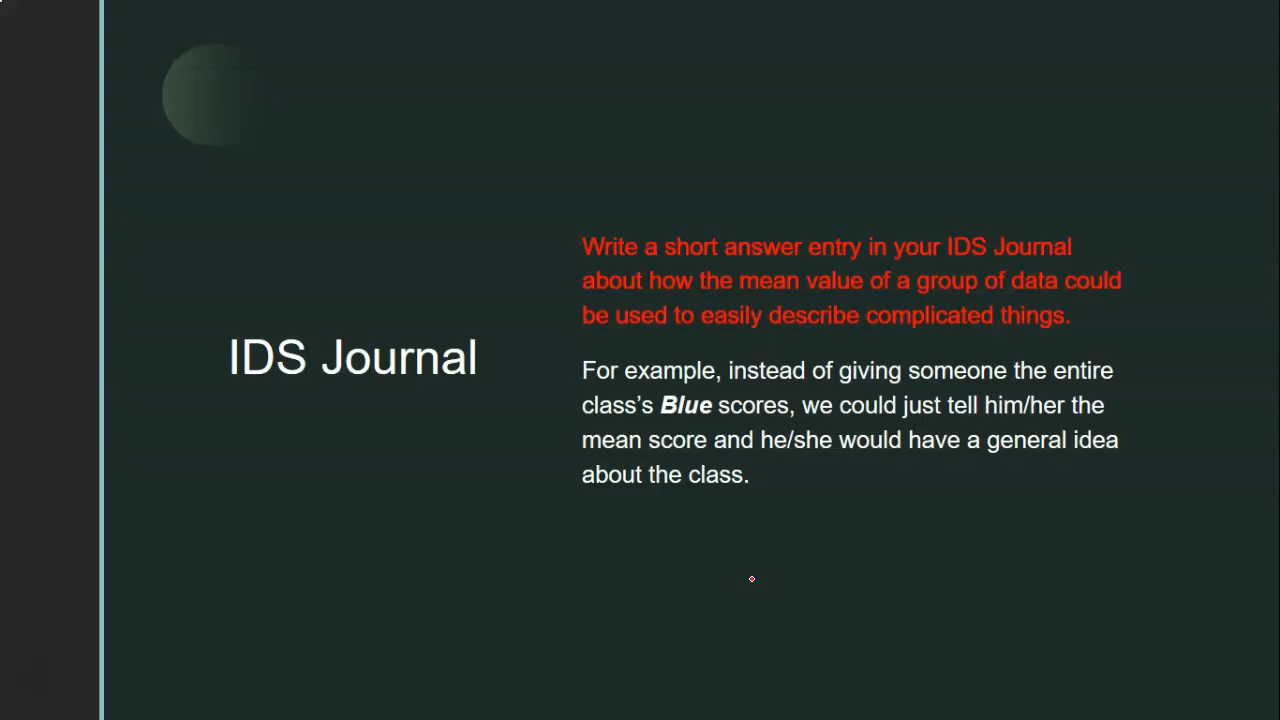 IDS Journal
Write a short answer entry in your IDS Journal
about how the mean value of a group of data could
be used to easily describe complicated things.
For example, instead of giving someone the entire
class’s Blue scores, we could just tell him/her the
mean score and he/she would have a general idea
about the class.